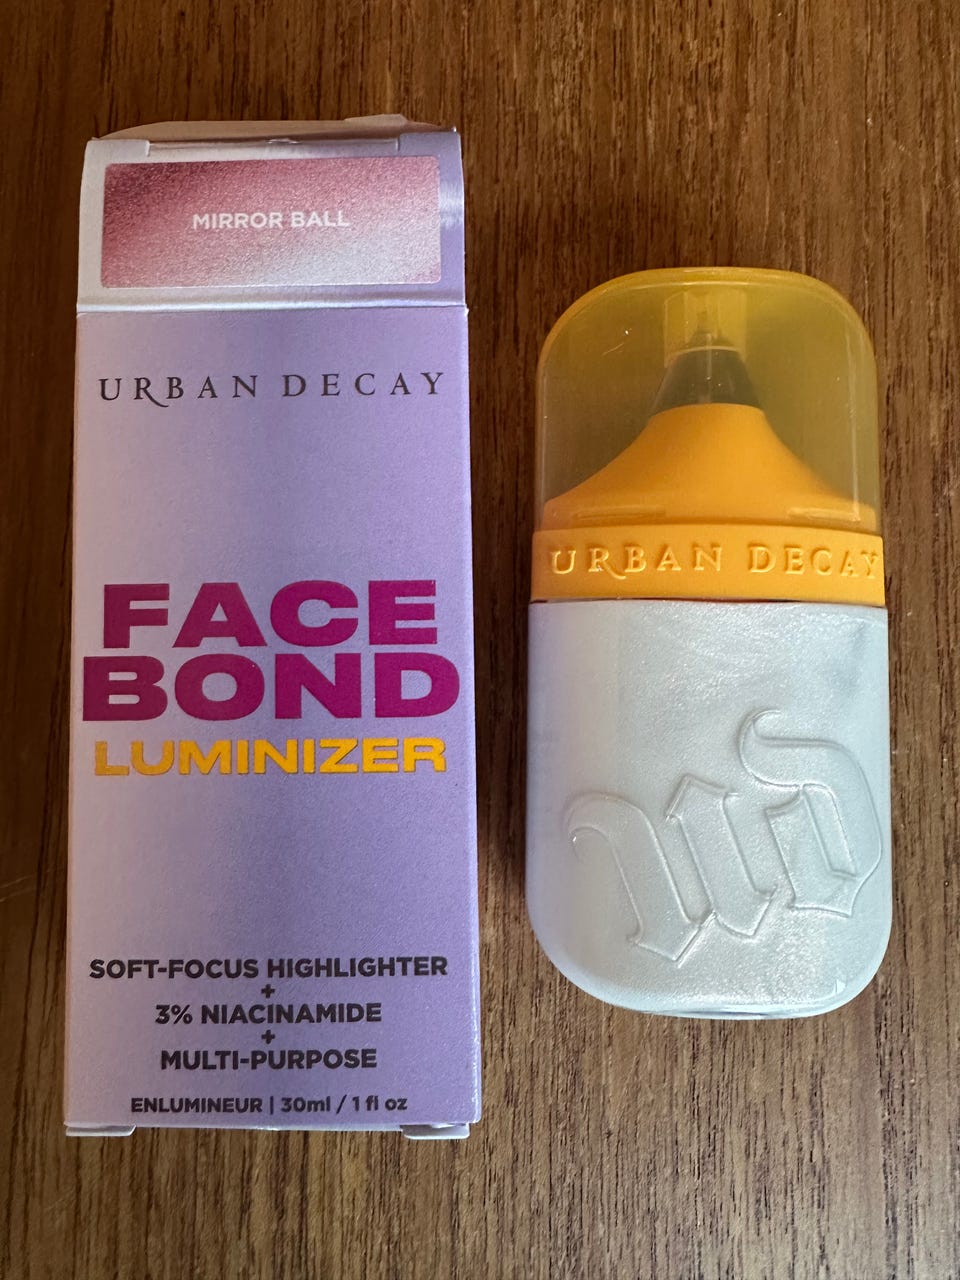 MIRROR BALL
URBAN DECAY
FACE
BOND
LUMINIZER
SOFT-FOCUS HIGHLIGHTER
+
3% NIACINAMIDE
+
MULTI-PURPOSE
ENLUMINEUR | 30ml / 1 fl oz
URBAN DECAY
UD